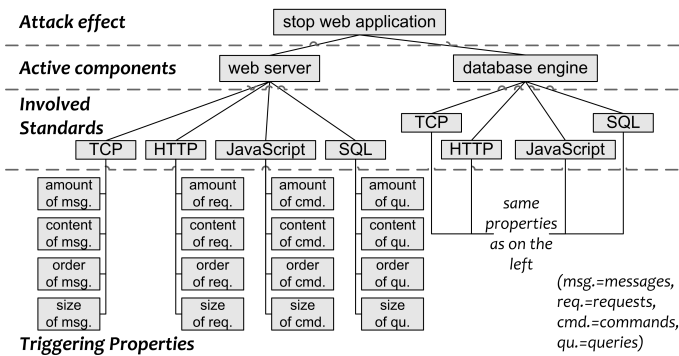 Attack effect
stop web application
Active components
web server
database engine
Involved
Standards
TCP
HTTP
JavaScript
SQL
TCP
HTTP
JavaScript
SQL
amount
of msg.
content
of msg.
order
of msg.
size
of msg.
amount
of req.
content
of req.
order
of req.
size
of req.
amount
of cmd.
content
of cmd.
order
of cmd.
size
of cmd.
amount
of qu.
content
of qu.
order
of qu.
size
of qu.
same
properties
as on the
left
(msg.=messages,
req.=requests,
cmd.=commands,
qu.=queries)
Triggering Properties